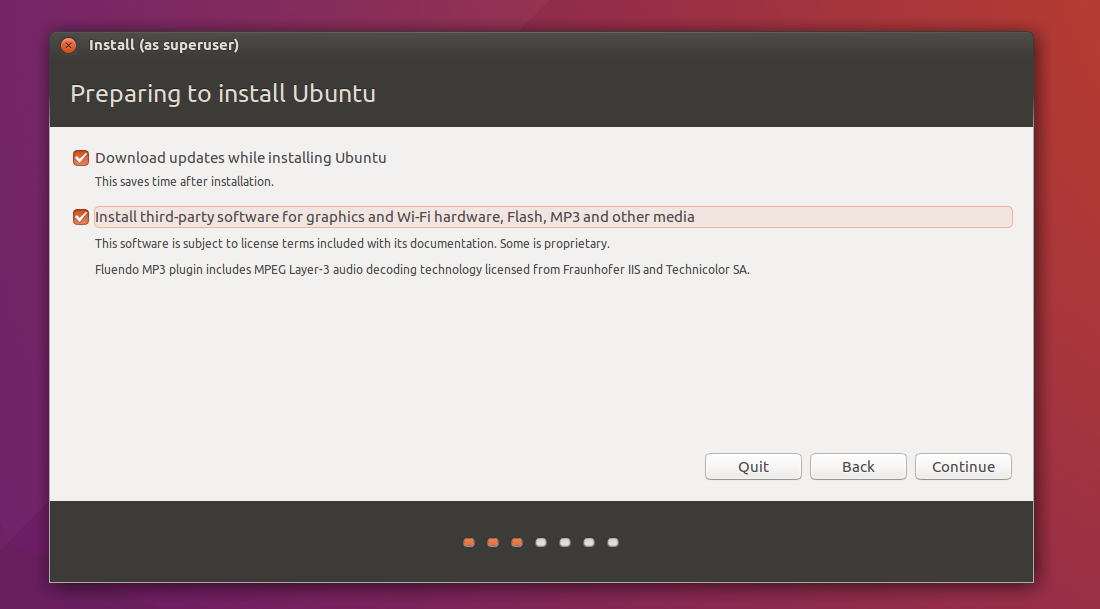 Install (as superuser)
Preparing to install Ubuntu
Download updates while installing Ubuntu
This saves time after installation.
Install third-party software for graphics and Wi-Fi hardware, Flash, MP3 and other media
This software is subject to license terms included with its documentation. Some is proprietary.
Fluendo MP3 plugin includes MPEG Layer-3 audio decoding technology licensed from Fraunhofer IIS and Technicolor SA.
Quit
Back
Continue